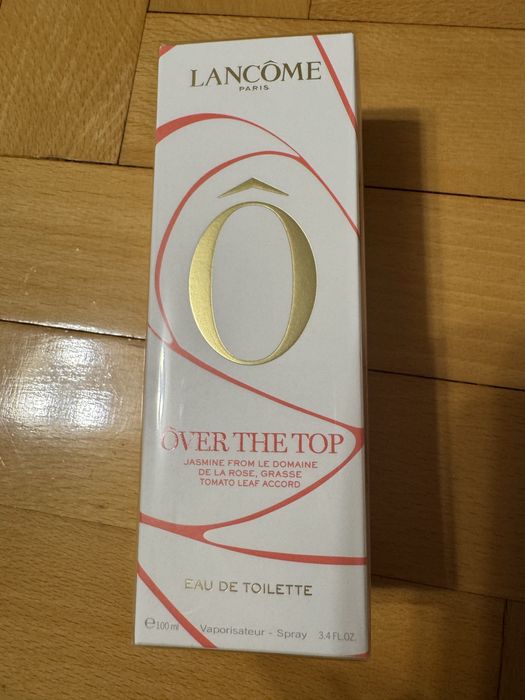 LANCÔME
PARIS
Ô
ÔVER THE TOP
JASMINE FROM LE DOMAINE
DE LA ROSE, GRASSE
TOMATO LEAF ACCORD
EAU DE TOILETTE
℮100 ml Vaporisateur - Spray 3.4 FL.OZ.